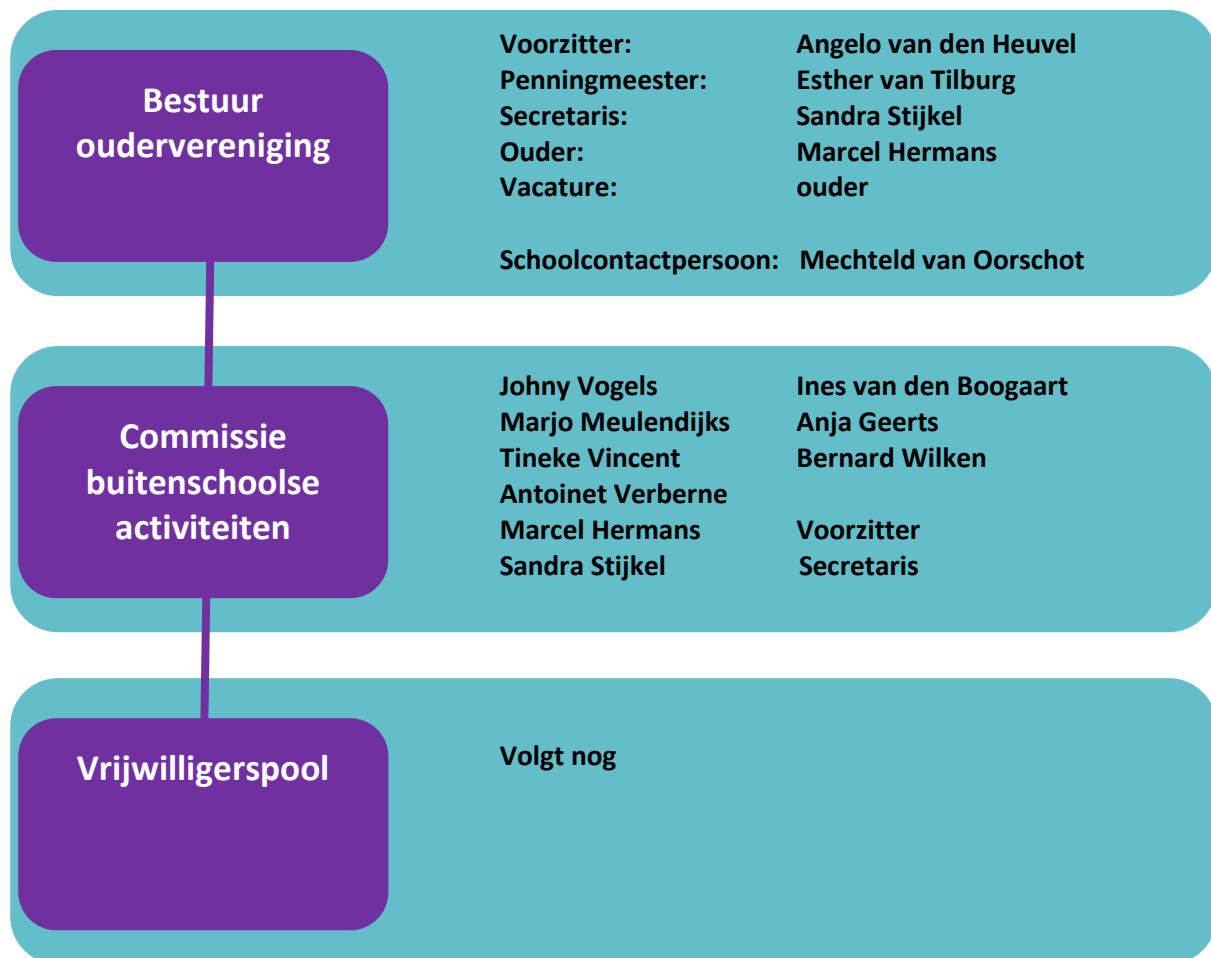 Bestuur
oudervereniging
Voorzitter: Angelo van den Heuvel
Penningmeester: Esther van Tilburg
Secretaris: Sandra Stijkel
Ouder: Marcel Hermans
Vacature: ouder
Schoolcontactpersoon: Mechteld van Oorschot
Commissie
buitenschoolse
activiteiten
Johny Vogels Ines van den Boogaart
Marjo Meulendijks Anja Geerts
Tineke Vincent Bernard Wilken
Antoinet Verberne
Marcel Hermans Voorzitter
Sandra Stijkel Secretaris
Vrijwilligerspool
Volgt nog